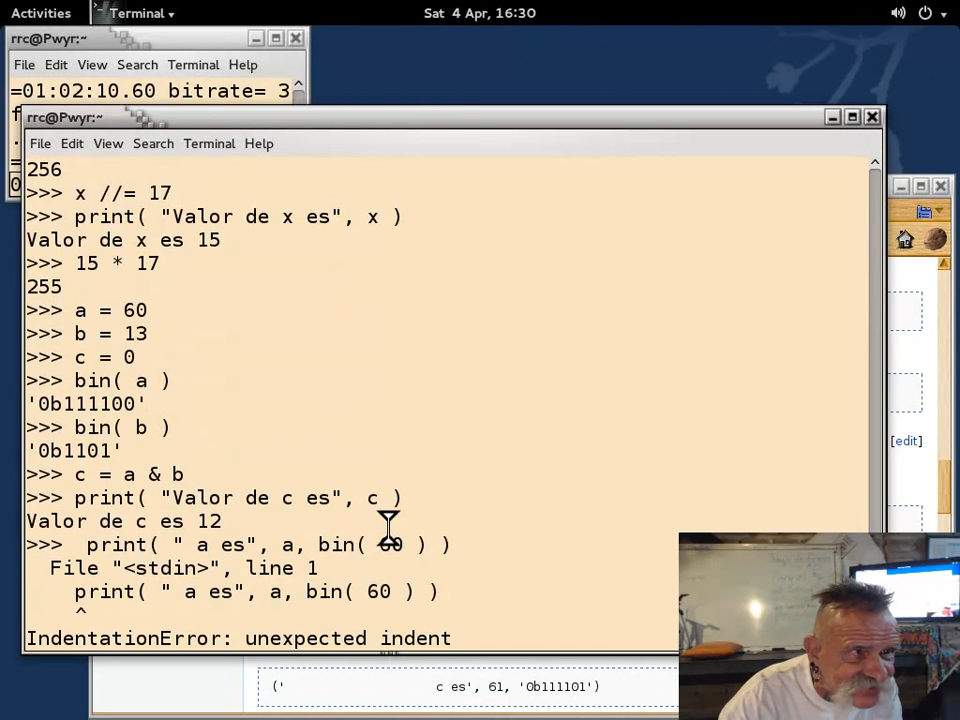 Activities Terminal Sat 4 Apr, 16:30
rrc@Pwyr:~
File Edit View Search Terminal Help
=01:02:10.60 bitrate= 3
rrc@Pwyr:~
File Edit View Search Terminal Help
256
>>> x //= 17
>>> print( "Valor de x es", x )
Valor de x es 15
>>> 15 * 17
255
>>> a = 60
>>> b = 13
>>> c = 0
>>> bin( a )
'0b111100'
>>> bin( b )
'0b1101'
>>> c = a & b
>>> print( "Valor de c es", c )
Valor de c es 12
>>>  print( " a es", a, bin( 60 ) )
  File "<stdin>", line 1
    print( " a es", a, bin( 60 ) )
    ^
IndentationError: unexpected indent
[edit]
(' c es', 61, '0b111101')